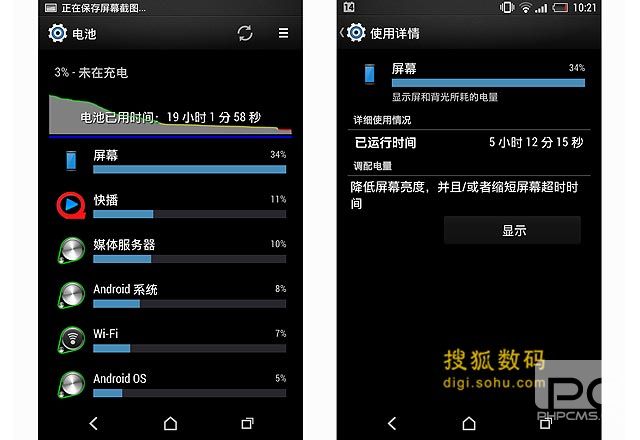 正在保存屏幕截图...
电池
3% - 未在充电
电池已用时间：19 小时 1 分 58 秒
屏幕
34%
快播
11%
媒体服务器
10%
Android 系统
8%
Wi-Fi
7%
Android OS
5%
10:21
使用详情
屏幕
34%
显示屏和背光所耗的电量
详细使用情况
已运行时间
5 小时 12 分 15 秒
调配电量
降低屏幕亮度，并且/或者缩短屏幕超时时
间
显示
搜狐数码
digi.sohu.com
PC
PHPCMS.